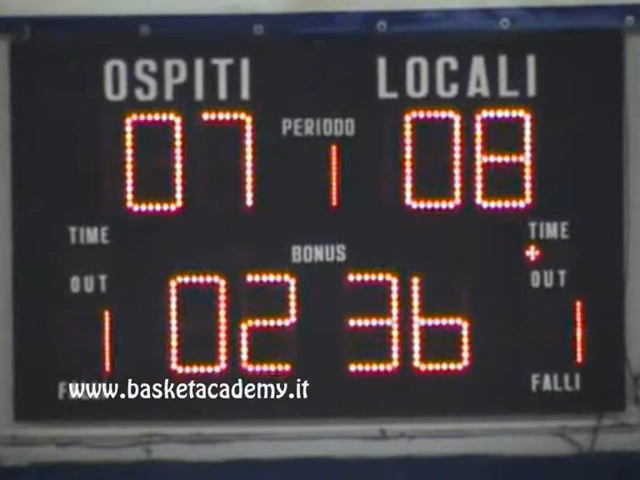 OSPITI LOCALI
07 PERIODO 08
1
TIME BONUS TIME
OUT OUT
1 02 36 1
FALLI
www.basketacademy.it